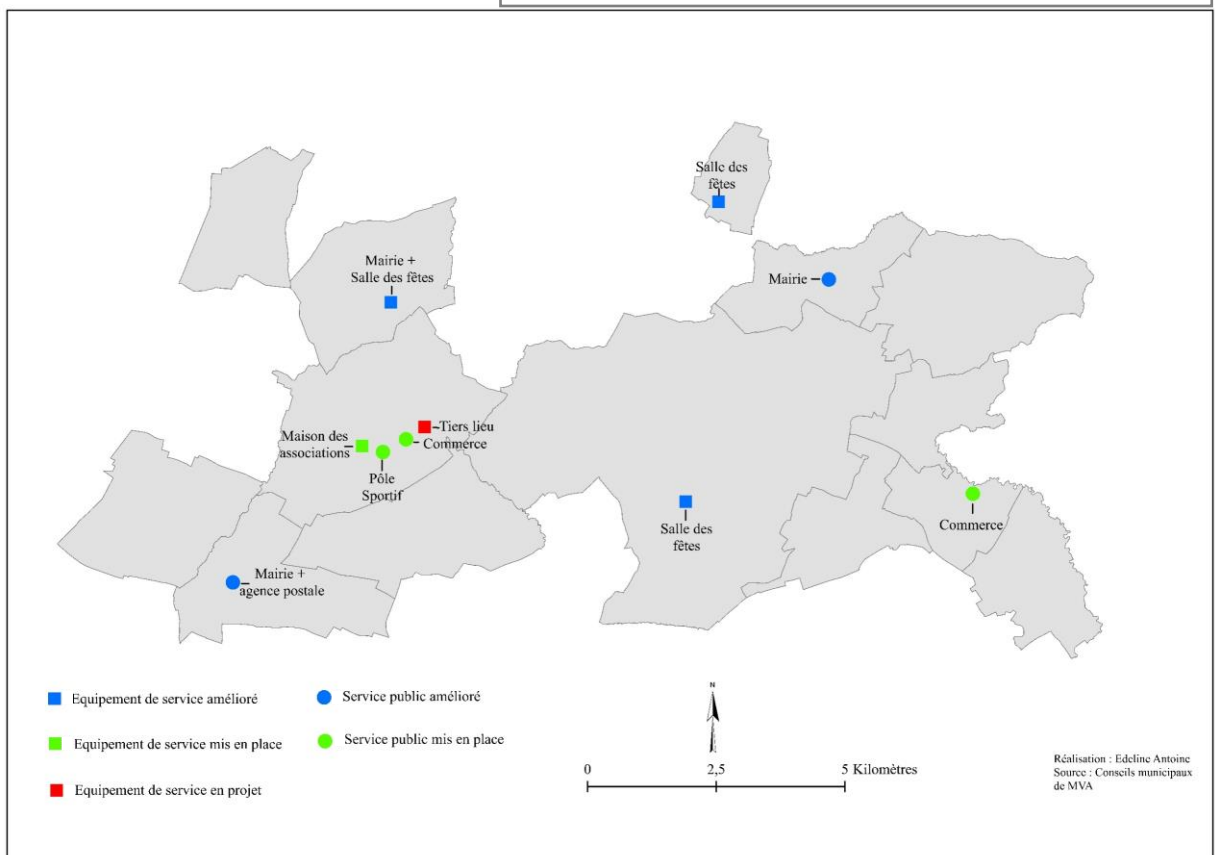 Salle des
fêtes
Mairie +
Salle des fêtes
Mairie
Tiers lieu
Commerce
Maison des
associations
Pôle
Sportif
Salle des
fêtes
Commerce
Mairie +
agence postale
Equipement de service amélioré
Service public amélioré
Equipement de service mis en place
Service public mis en place
Equipement de service en projet
N
0 2,5 5 Kilomètres
Réalisation : Edeline Antoine
Source : Conseils municipaux
de MVA